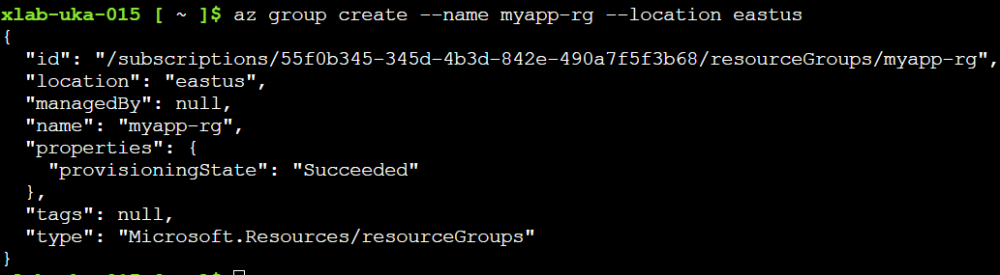 xlab-uka-015 [ ~ ]$ az group create --name myapp-rg --location eastus
{
  "id": "/subscriptions/55f0b345-345d-4b3d-842e-490a7f5f3b68/resourceGroups/myapp-rg",
  "location": "eastus",
  "managedBy": null,
  "name": "myapp-rg",
  "properties": {
    "provisioningState": "Succeeded"
  },
  "tags": null,
  "type": "Microsoft.Resources/resourceGroups"
}